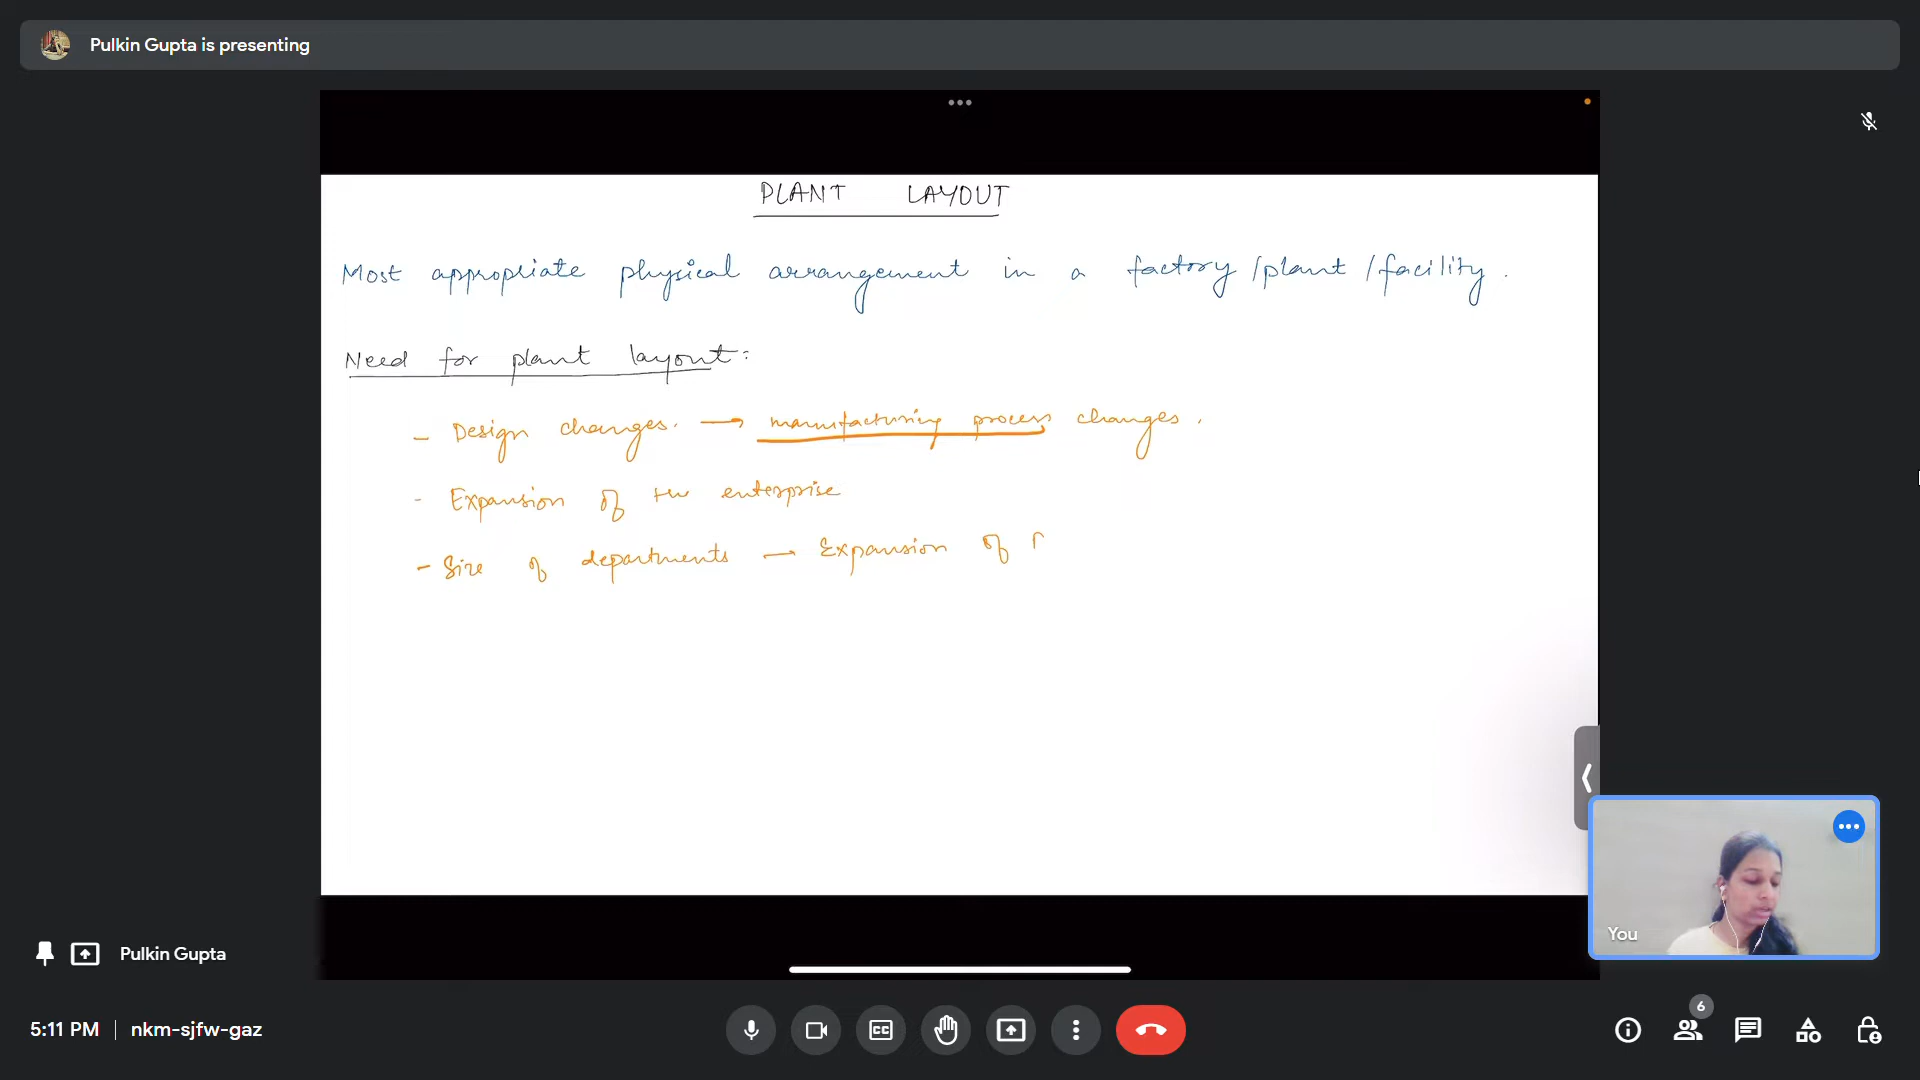 Pulkin Gupta is presenting
PLANT LAYOUT
Most appropriate physical arrangement in a factory/plant/facility.
Need for plant layout:
- Design changes. → manufacturing process changes.
- Expansion of the enterprise
- Size of departments → Expansion of
You
Pulkin Gupta
5:11 PM | nkm-sjfw-gaz
CC
6